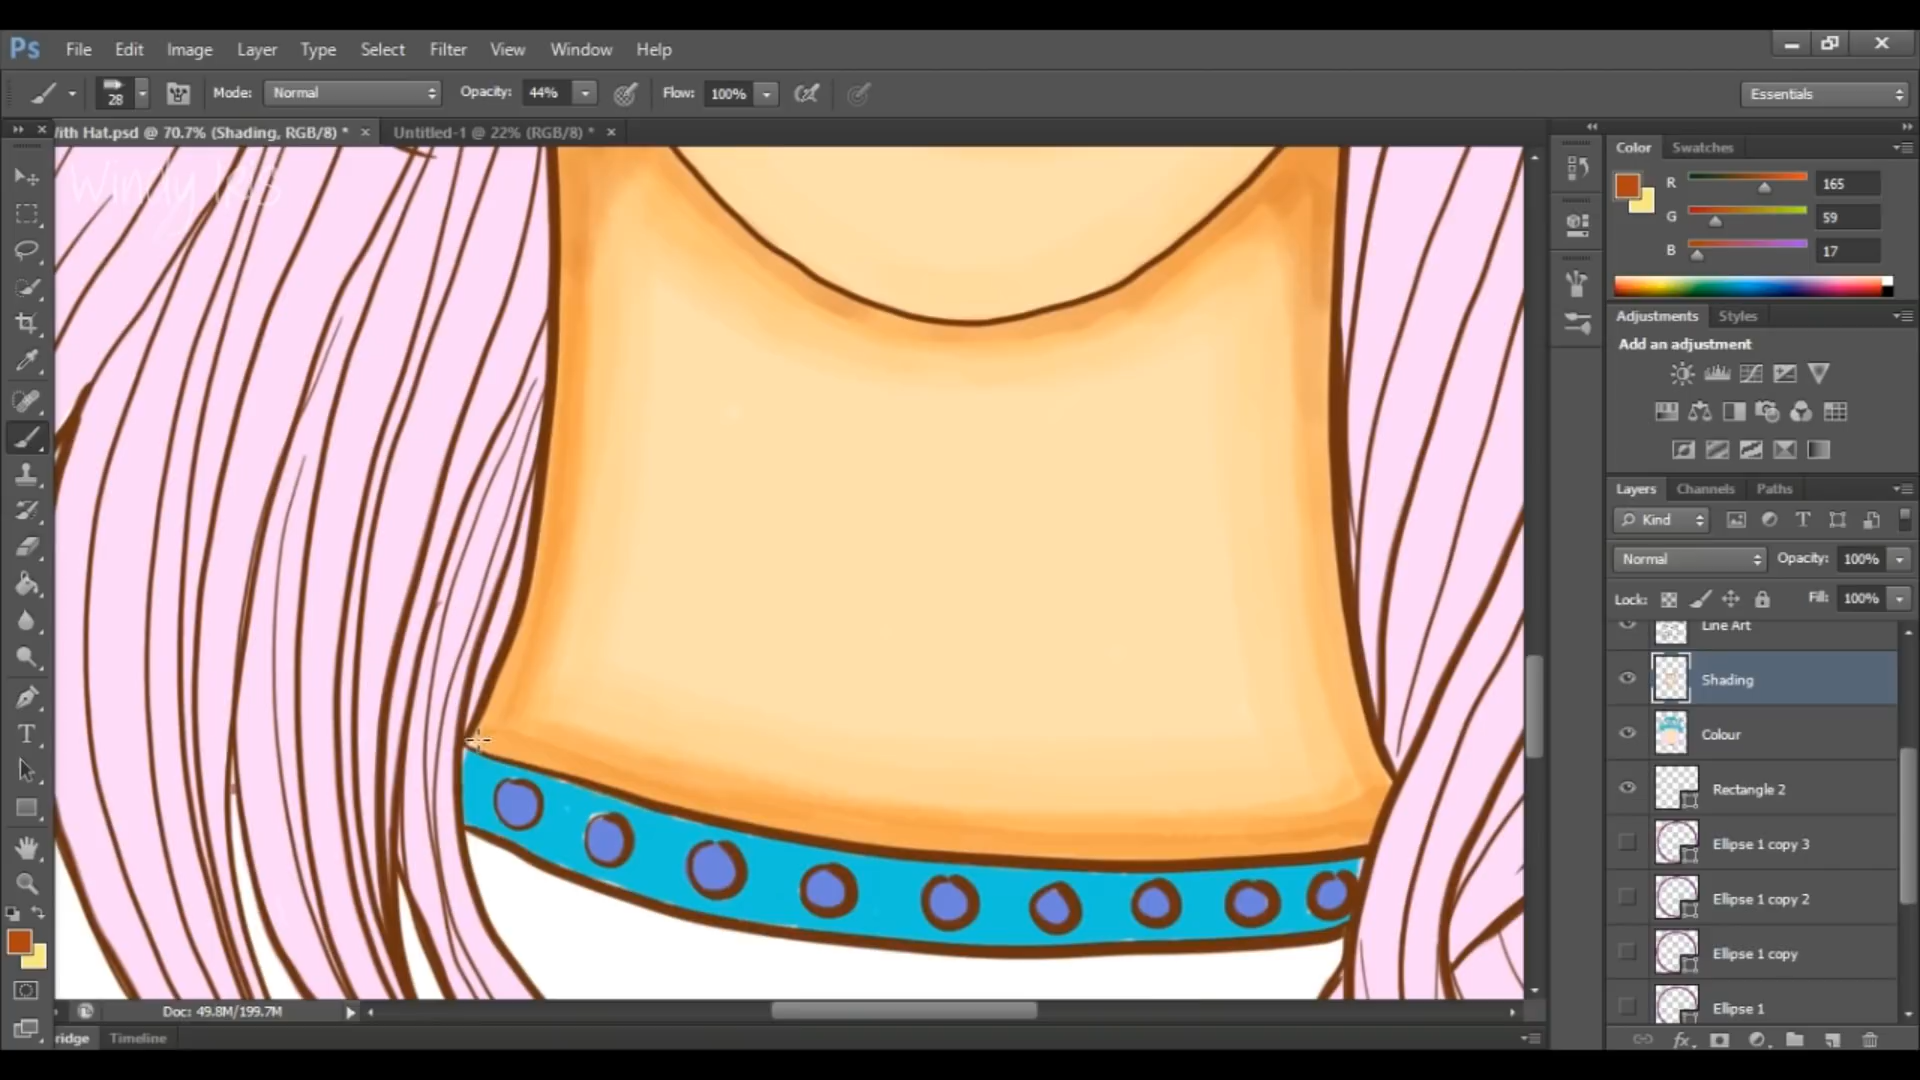 Ps File Edit Image Layer Type Select Filter View Window Help
28 Mode: Normal Opacity: 44% Flow: 100% Essentials
ith Hat.psd @ 70.7% (Shading, RGB/8) * × Untitled-1 @ 22% (RGB/8) * ×
Color Swatches
R 165
G 59
B 17
Adjustments Styles
Add an adjustment
Layers Channels Paths
Kind
Normal Opacity: 100%
Lock: Fill: 100%
Line Art
Shading
Colour
Rectangle 2
Ellipse 1 copy 3
Ellipse 1 copy 2
Ellipse 1 copy
Ellipse 1
Doc: 49.8M/199.7M
ridge Timeline